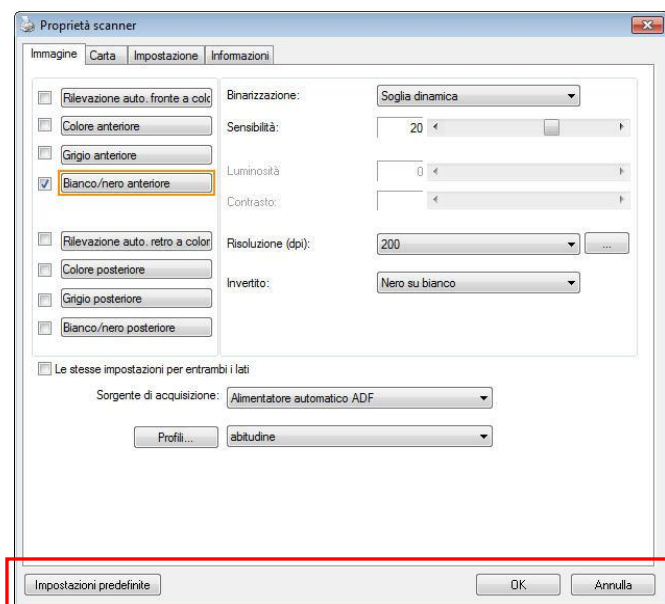 Proprietà scanner
Immagine Carta Impostazione Informazioni
Rilevazione auto. fronte a colo Binarizzazione: Soglia dinamica
Colore anteriore Sensibilità: 20
Grigio anteriore
Luminosità 0
Bianco/nero anteriore
Contrasto:
Rilevazione auto. retro a color Risoluzione (dpi): 200 ...
Colore posteriore
Invertito: Nero su bianco
Grigio posteriore
Bianco/nero posteriore
Le stesse impostazioni per entrambi i lati
Sorgente di acquisizione: Alimentatore automatico ADF
Profili... abitudine
Impostazioni predefinite OK Annulla